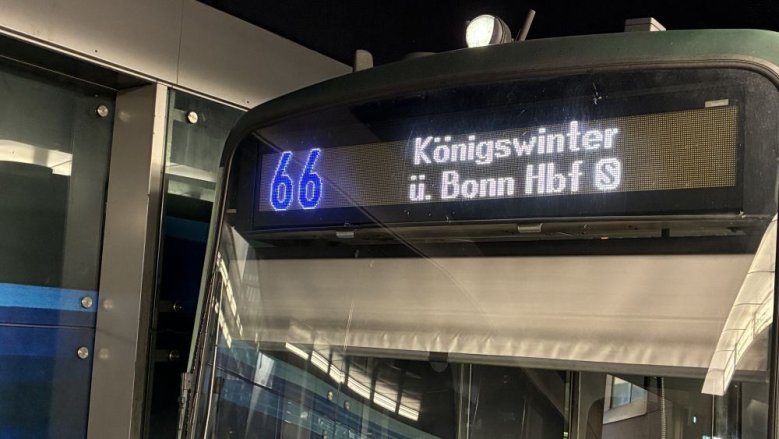 66
Königswinter
ü. Bonn Hbf S